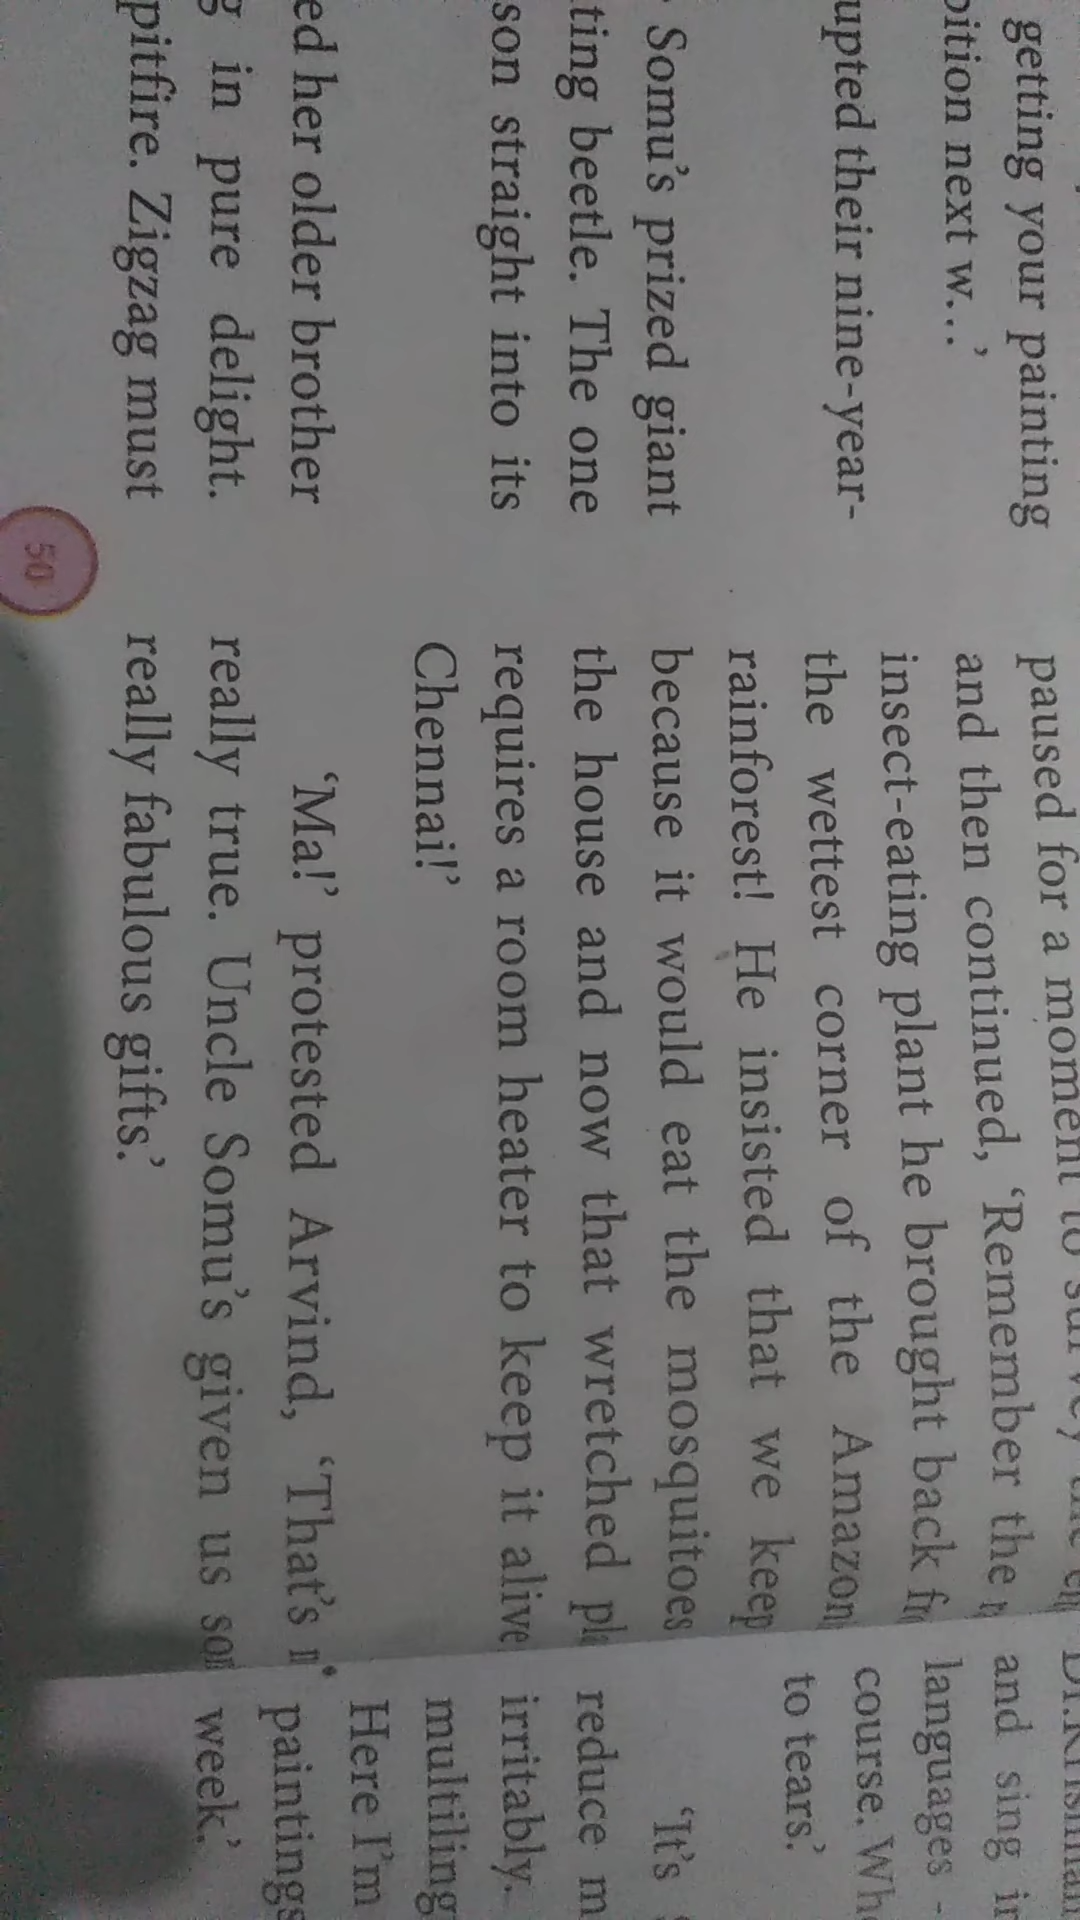 getting your painting
ition next w...’
upted their nine-year-
Somu’s prized giant
ting beetle. The one
son straight into its
ed her older brother
g in pure delight.
pitfire. Zigzag must
50
paused for a moment to survey the
and then continued, ‘Remember the
insect-eating plant he brought back
the wettest corner of the Amazon
rainforest! He insisted that we keep
because it would eat the mosquitoes
the house and now that wretched
requires a room heater to keep it alive
Chennai!’
‘Ma!’ protested Arvind, ‘That’s
really true. Uncle Somu’s given us
really fabulous gifts.’
and sing
languages -
course.
to tears.’
‘It’s
reduce m
irritably.
multiling
Here I’m
paintings
week.’